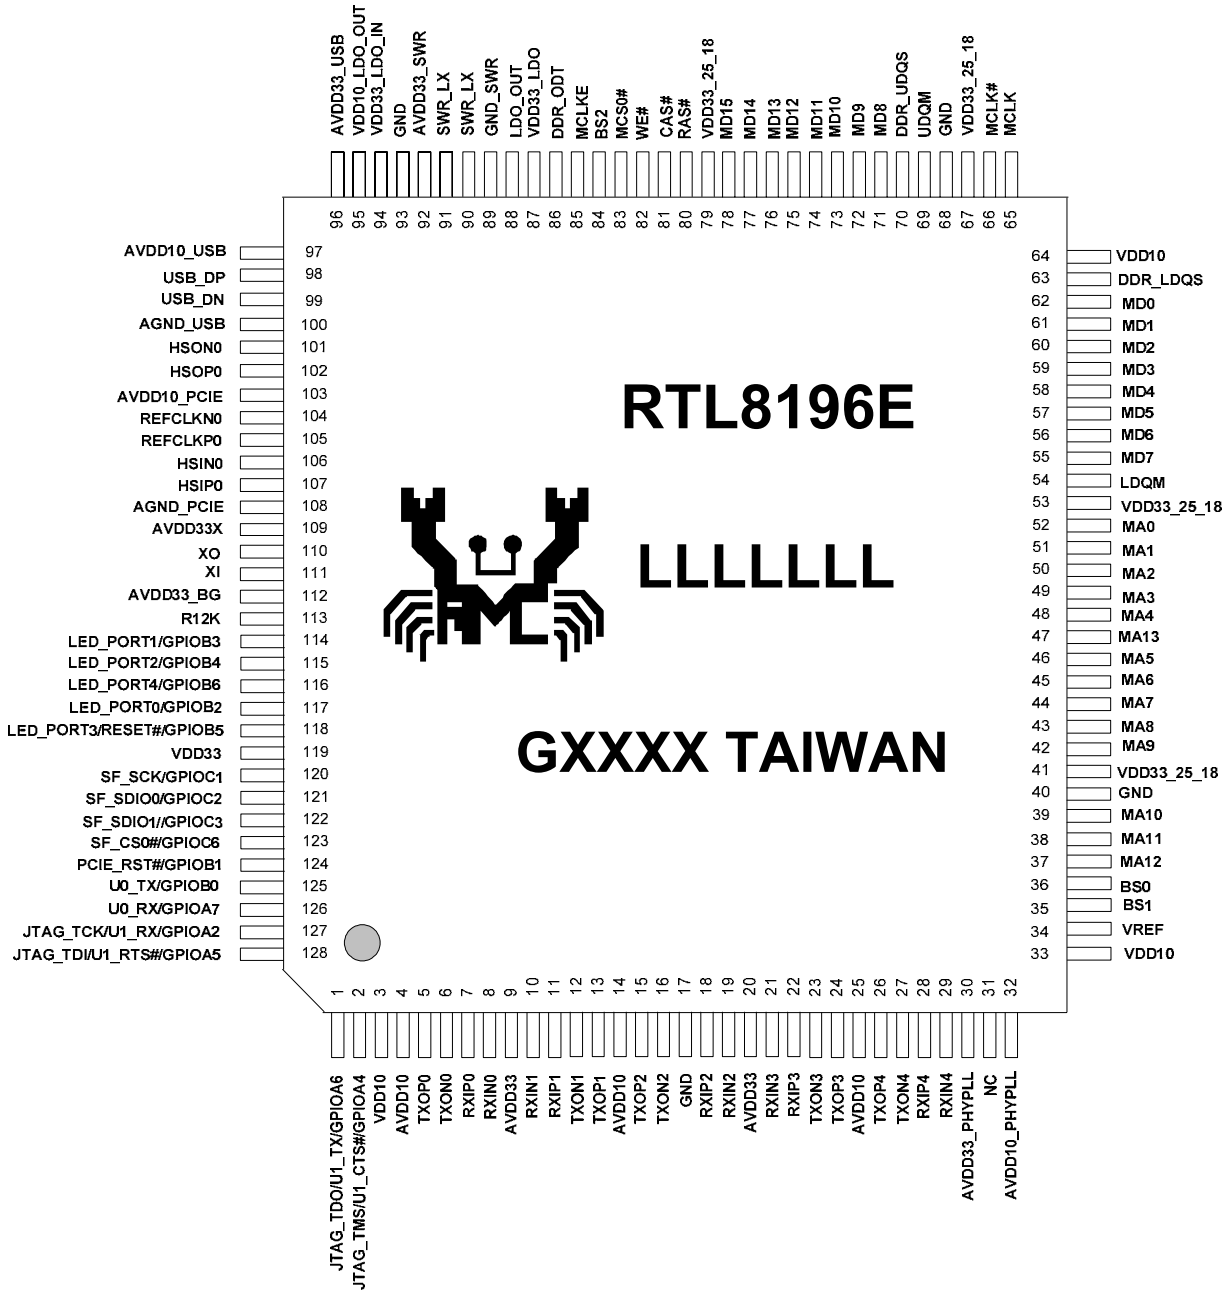 AVDD33_USB
VDD10_LDO_OUT
VDD33_LDO_IN
GND
AVDD33_SWR
SWR_LX
SWR_LX
GND_SWR
LDO_OUT
VDD33_LDO
DDR_ODT
MCLKE
BS2
MCS0#
WE#
CAS#
RAS#
VDD33_25_18
MD15
MD14
MD13
MD12
MD11
MD10
MD9
MD8
DDR_UDQS
UDQM
GND
VDD33_25_18
MCLK#
MCLK
96 95 94 93 92 91 90 89 88 87 86 85 84 83 82 81 80 79 78 77 76 75 74 73 72 71 70 69 68 67 66 65
AVDD10_USB 97
USB_DP 98
USB_DN 99
AGND_USB 100
HSON0 101
HSOP0 102
AVDD10_PCIE 103
REFCLKN0 104
REFCLKP0 105
HSIN0 106
HSIP0 107
AGND_PCIE 108
AVDD33X 109
XO 110
XI 111
AVDD33_BG 112
R12K 113
LED_PORT1/GPIOB3 114
LED_PORT2/GPIOB4 115
LED_PORT4/GPIOB6 116
LED_PORT0/GPIOB2 117
LED_PORT3/RESET#/GPIOB5 118
VDD33 119
SF_SCK/GPIOC1 120
SF_SDIO0/GPIOC2 121
SF_SDIO1//GPIOC3 122
SF_CS0#/GPIOC6 123
PCIE_RST#/GPIOB1 124
U0_TX/GPIOB0 125
U0_RX/GPIOA7 126
JTAG_TCK/U1_RX/GPIOA2 127
JTAG_TDI/U1_RTS#/GPIOA5 128
RTL8196E
LLLLLLL
GXXXX TAIWAN
64 VDD10
63 DDR_LDQS
62 MD0
61 MD1
60 MD2
59 MD3
58 MD4
57 MD5
56 MD6
55 MD7
54 LDQM
53 VDD33_25_18
52 MA0
51 MA1
50 MA2
49 MA3
48 MA4
47 MA13
46 MA5
45 MA6
44 MA7
43 MA8
42 MA9
41 VDD33_25_18
40 GND
39 MA10
38 MA11
37 MA12
36 BS0
35 BS1
34 VREF
33 VDD10
1 2 3 4 5 6 7 8 9 10 11 12 13 14 15 16 17 18 19 20 21 22 23 24 25 26 27 28 29 30 31 32
JTAG_TDO/U1_TX/GPIOA6
JTAG_TMS/U1_CTS#/GPIOA4
VDD10
AVDD10
TXOP0
TXON0
RXIP0
RXIN0
AVDD33
RXIN1
RXIP1
TXON1
TXOP1
AVDD10
TXOP2
TXON2
GND
RXIP2
RXIN2
AVDD33
RXIN3
RXIP3
TXON3
TXOP3
AVDD10
TXOP4
TXON4
RXIP4
RXIN4
AVDD33_PHYPLL
NC
AVDD10_PHYPLL